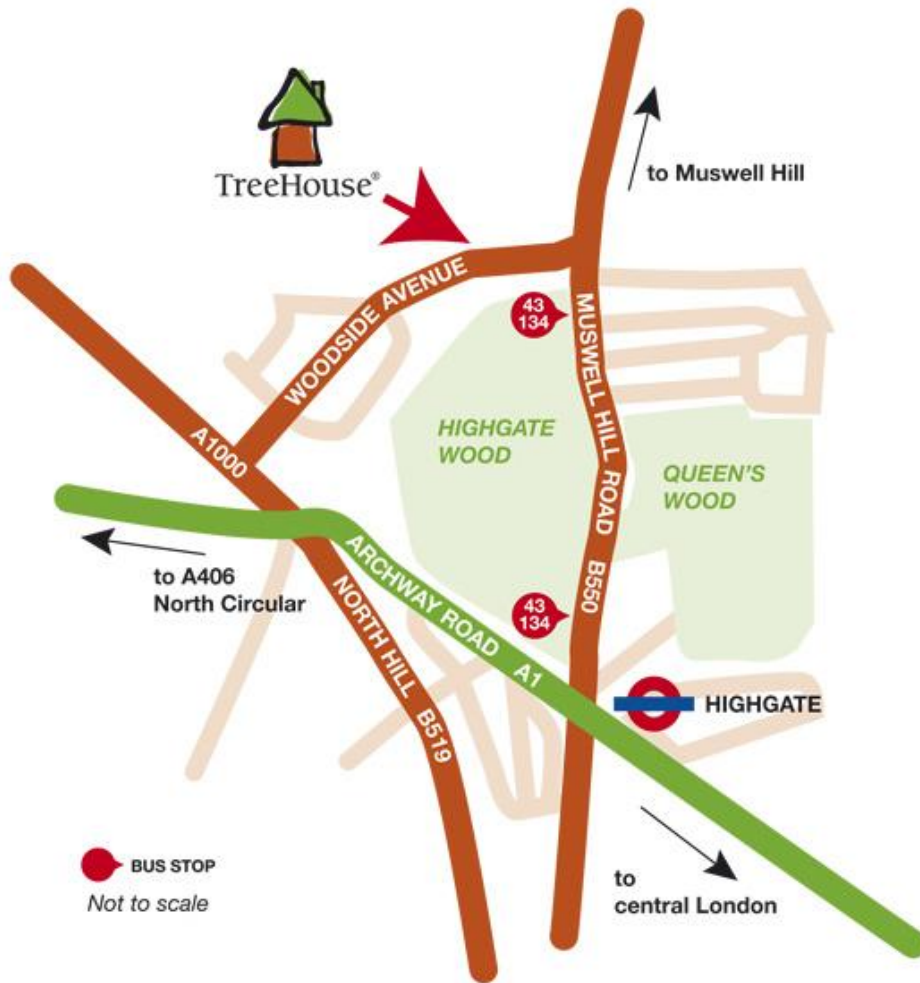 TreeHouse®
to Muswell Hill
WOODSIDE AVENUE
43
134
MUSWELL HILL ROAD B550
HIGHGATE
WOOD
QUEEN'S
WOOD
A1000
to A406
North Circular
ARCHWAY ROAD A1
NORTH HILL B519
43
134
HIGHGATE
BUS STOP
Not to scale
to
central London